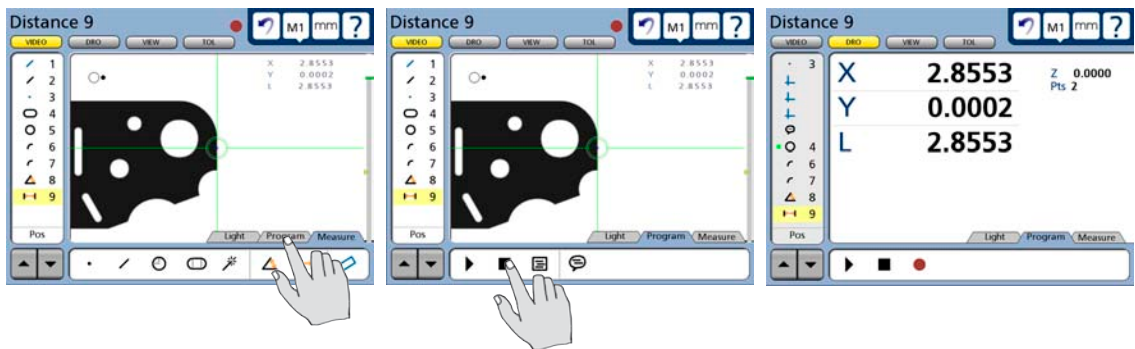 Distance 9
M1 mm ?
VIDEO DRO VIEW TOL
1
2
3
4
5
6
7
8
9
X 2.8553
Y 0.0002
L 2.8553
Pos
Light Program Measure
Distance 9
M1 mm ?
VIDEO DRO VIEW TOL
1
2
3
4
5
6
7
8
9
X 2.8553
Y 0.0002
L 2.8553
Pos
Light Program Measure
Distance 9
M1 mm ?
VIDEO DRO VIEW TOL
3
4
6
7
8
9
X 2.8553
Y 0.0002
L 2.8553
Z 0.0000
Pts 2
Pos
Light Program Measure